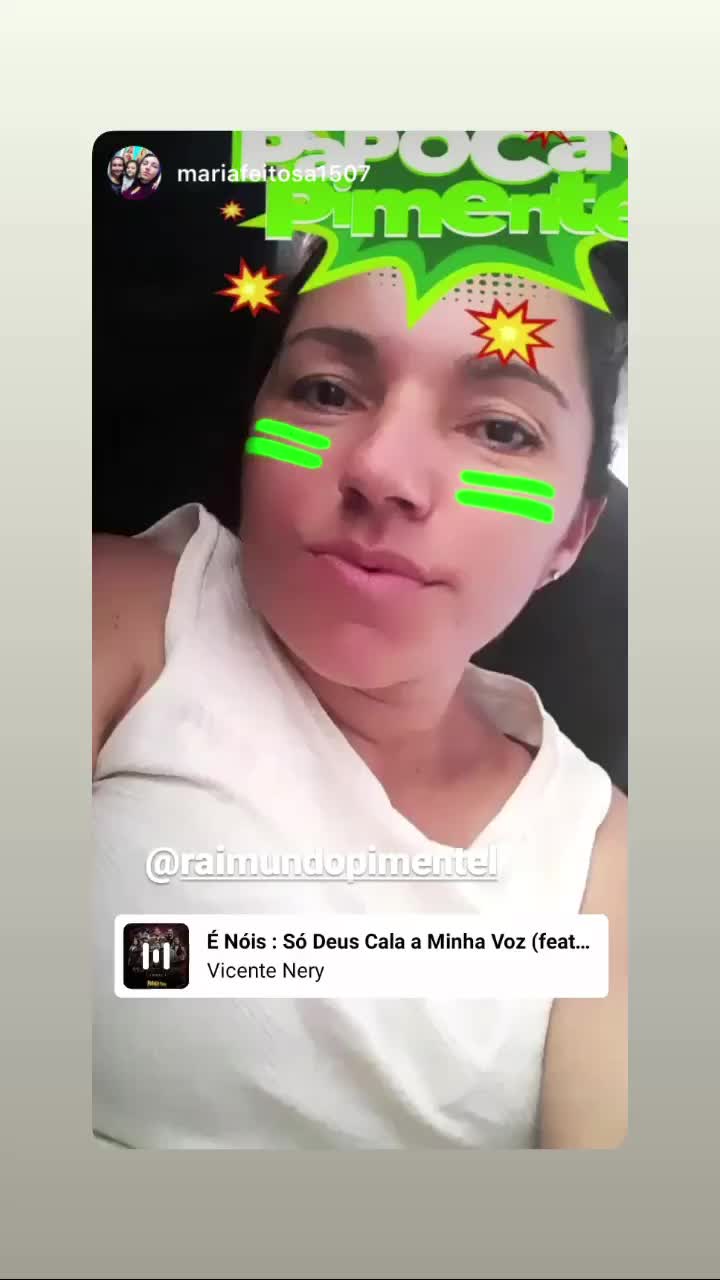 PAPOCA
mariafeitosa1507
Pimente
@raimundopimentel
É Nóis : Só Deus Cala a Minha Voz (feat...
Vicente Nery